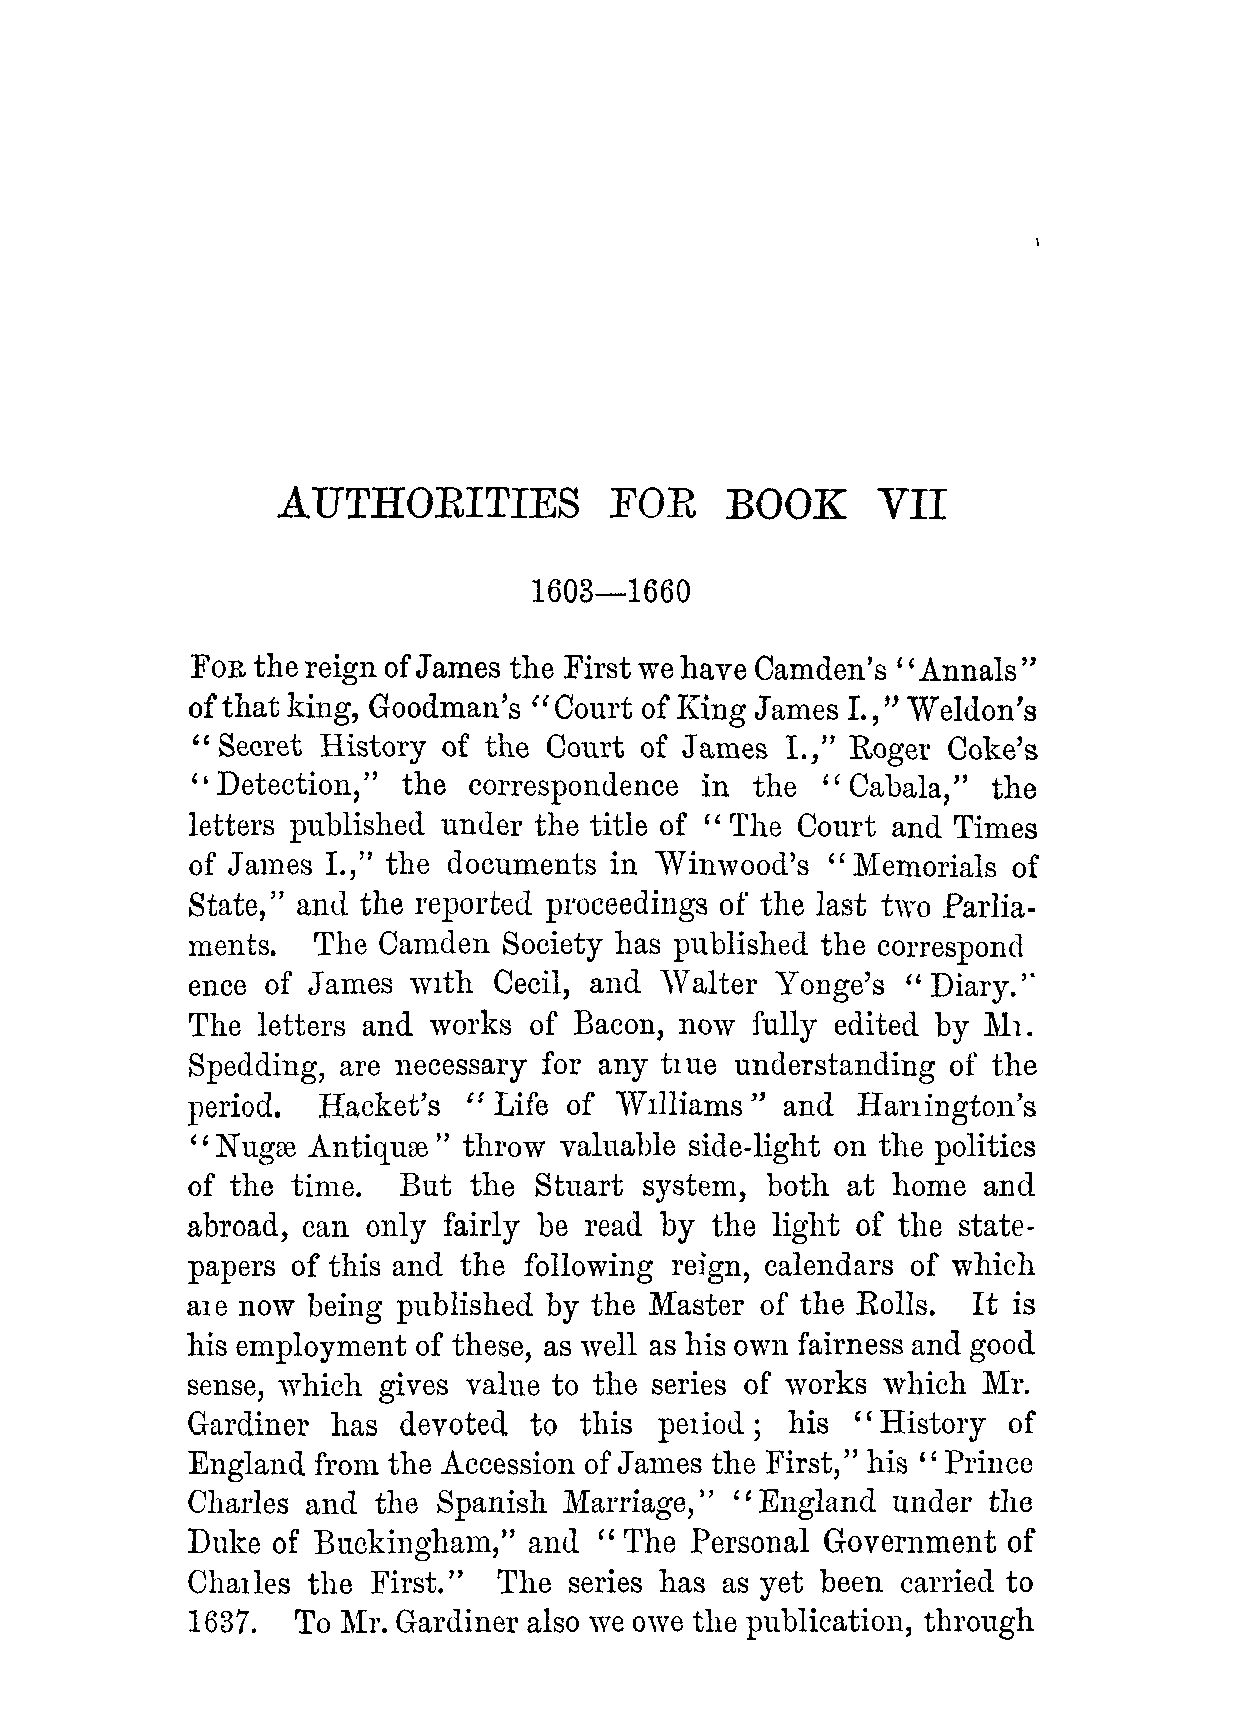 AUTHORITIES FOR BOOK VII
1603—1660
FOR the reign of James the First we have Camden's "Annals"
of that king, Goodman's "Court of King James I.," Weldon's
"Secret History of the Court of James I.," Roger Coke's
"Detection," the correspondence in the "Cabala," the
letters published under the title of "The Court and Times
of James I.," the documents in Winwood's "Memorials of
State," and the reported proceedings of the last two Parlia-
ments. The Camden Society has published the correspond
ence of James with Cecil, and Walter Yonge's "Diary."
The letters and works of Bacon, now fully edited by Mr.
Spedding, are necessary for any true understanding of the
period. Hacket's "Life of Williams" and Harrington's
"Nugæ Antiquæ" throw valuable side-light on the politics
of the time. But the Stuart system, both at home and
abroad, can only fairly be read by the light of the state-
papers of this and the following reign, calendars of which
are now being published by the Master of the Rolls. It is
his employment of these, as well as his own fairness and good
sense, which gives value to the series of works which Mr.
Gardiner has devoted to this period; his "History of
England from the Accession of James the First," his "Prince
Charles and the Spanish Marriage," "England under the
Duke of Buckingham," and "The Personal Government of
Charles the First." The series has as yet been carried to
1637. To Mr. Gardiner also we owe the publication, through